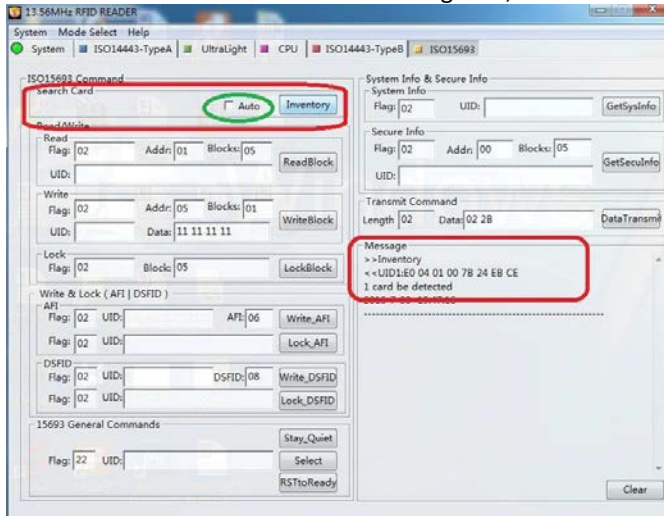 13.56MHz RFID READER
System Mode Select Help
System ISO14443-TypeA UltraLight CPU ISO14443-TypeB ISO15693
ISO15693 Command
Search Card
Auto Inventory
Read/Write
Read
Flag: 02 Addr: 01 Blocks: 05
ReadBlock
UID:
Write
Flag: 02 Addr: 05 Blocks: 01
WriteBlock
UID: Data: 11 11 11 11
Lock
Flag: 02 Block: 05 LockBlock
Write & Lock ( AFI | DSFID )
AFI
Flag: 02 UID: AFI: 06 Write_AFI
Flag: 02 UID: Lock_AFI
DSFID
Flag: 02 UID: DSFID: 08 Write_DSFID
Flag: 02 UID: Lock_DSFID
15693 General Commands
Stay_Quiet
Flag: 22 UID: Select
RSTtoReady
System Info & Secure Info
System Info
Flag: 02 UID: GetSysInfo
Secure Info
Flag: 02 Addr: 00 Blocks: 05
GetSecuInfo
UID:
Transmit Command
Length 02 Data: 02 2B DataTransmi
Message
>>Inventory
<<UID1:E0 04 01 00 7B 24 EB CE
1 card be detected
Clear